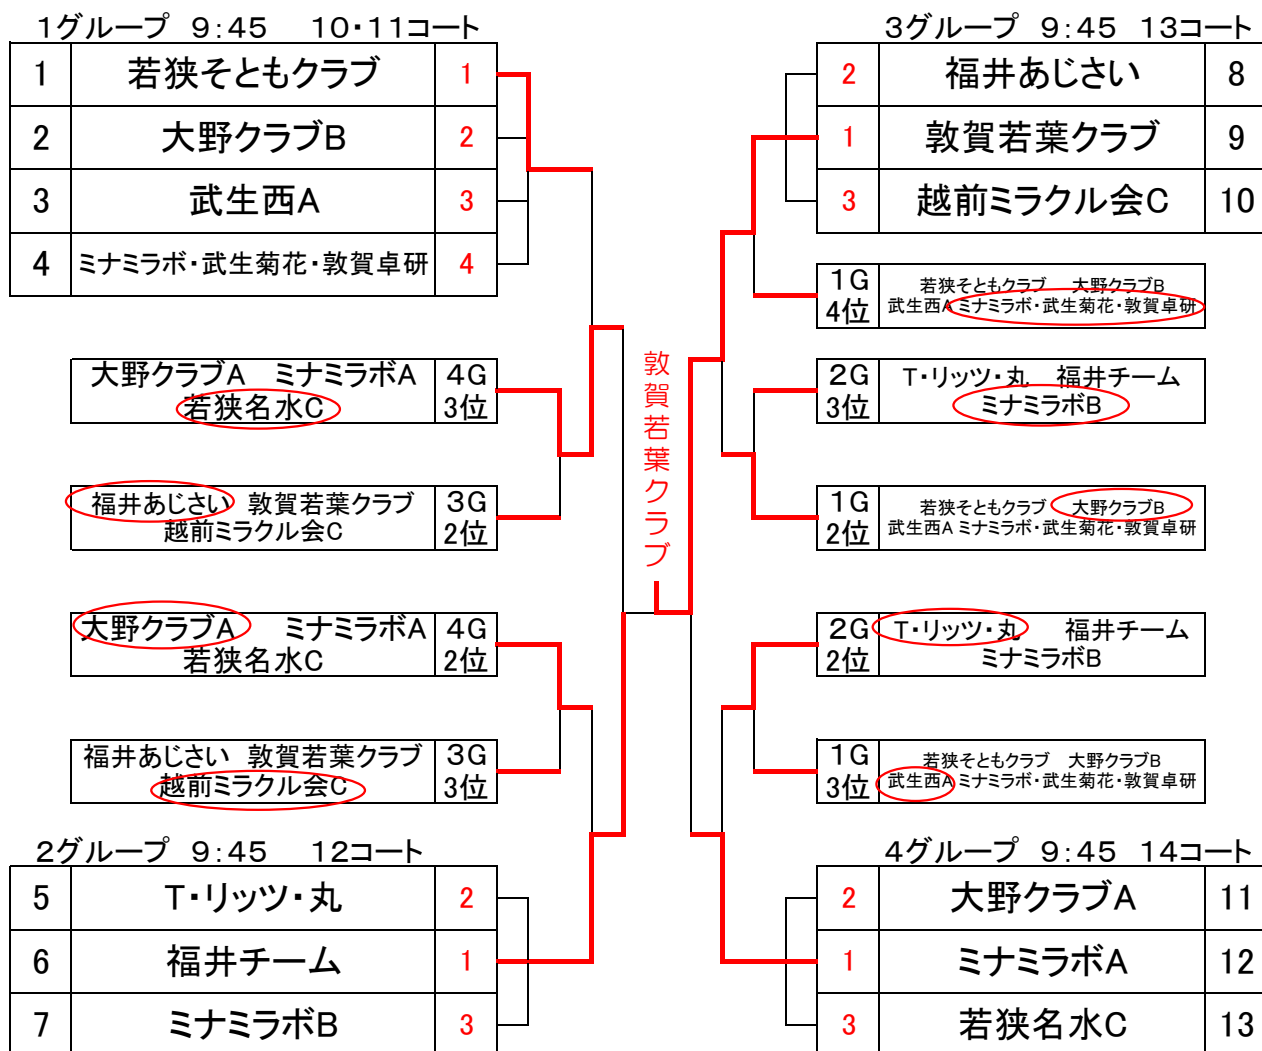 1グループ 9:45 10・11コート
1 若狭そともクラブ 1
2 大野クラブB 2
3 武生西A 3
4 ミナミラボ・武生菊花・敦賀卓研 4
大野クラブA ミナミラボA 4G
若狭名水C 3位
福井あじさい 敦賀若葉クラブ 3G
越前ミラクル会C 2位
大野クラブA ミナミラボA 4G
若狭名水C 2位
福井あじさい 敦賀若葉クラブ 3G
越前ミラクル会C 3位
2グループ 9:45 12コート
5 T・リッツ・丸 2
6 福井チーム 1
7 ミナミラボB 3
敦賀若葉クラブ
3グループ 9:45 13コート
2 福井あじさい 8
1 敦賀若葉クラブ 9
3 越前ミラクル会C 10
1G 若狭そともクラブ 大野クラブB
4位 武生西A ミナミラボ・武生菊花・敦賀卓研
2G T・リッツ・丸 福井チーム
3位 ミナミラボB
1G 若狭そともクラブ 大野クラブB
2位 武生西A ミナミラボ・武生菊花・敦賀卓研
2G T・リッツ・丸 福井チーム
2位 ミナミラボB
1G 若狭そともクラブ 大野クラブB
3位 武生西A ミナミラボ・武生菊花・敦賀卓研
4グループ 9:45 14コート
2 大野クラブA 11
1 ミナミラボA 12
3 若狭名水C 13